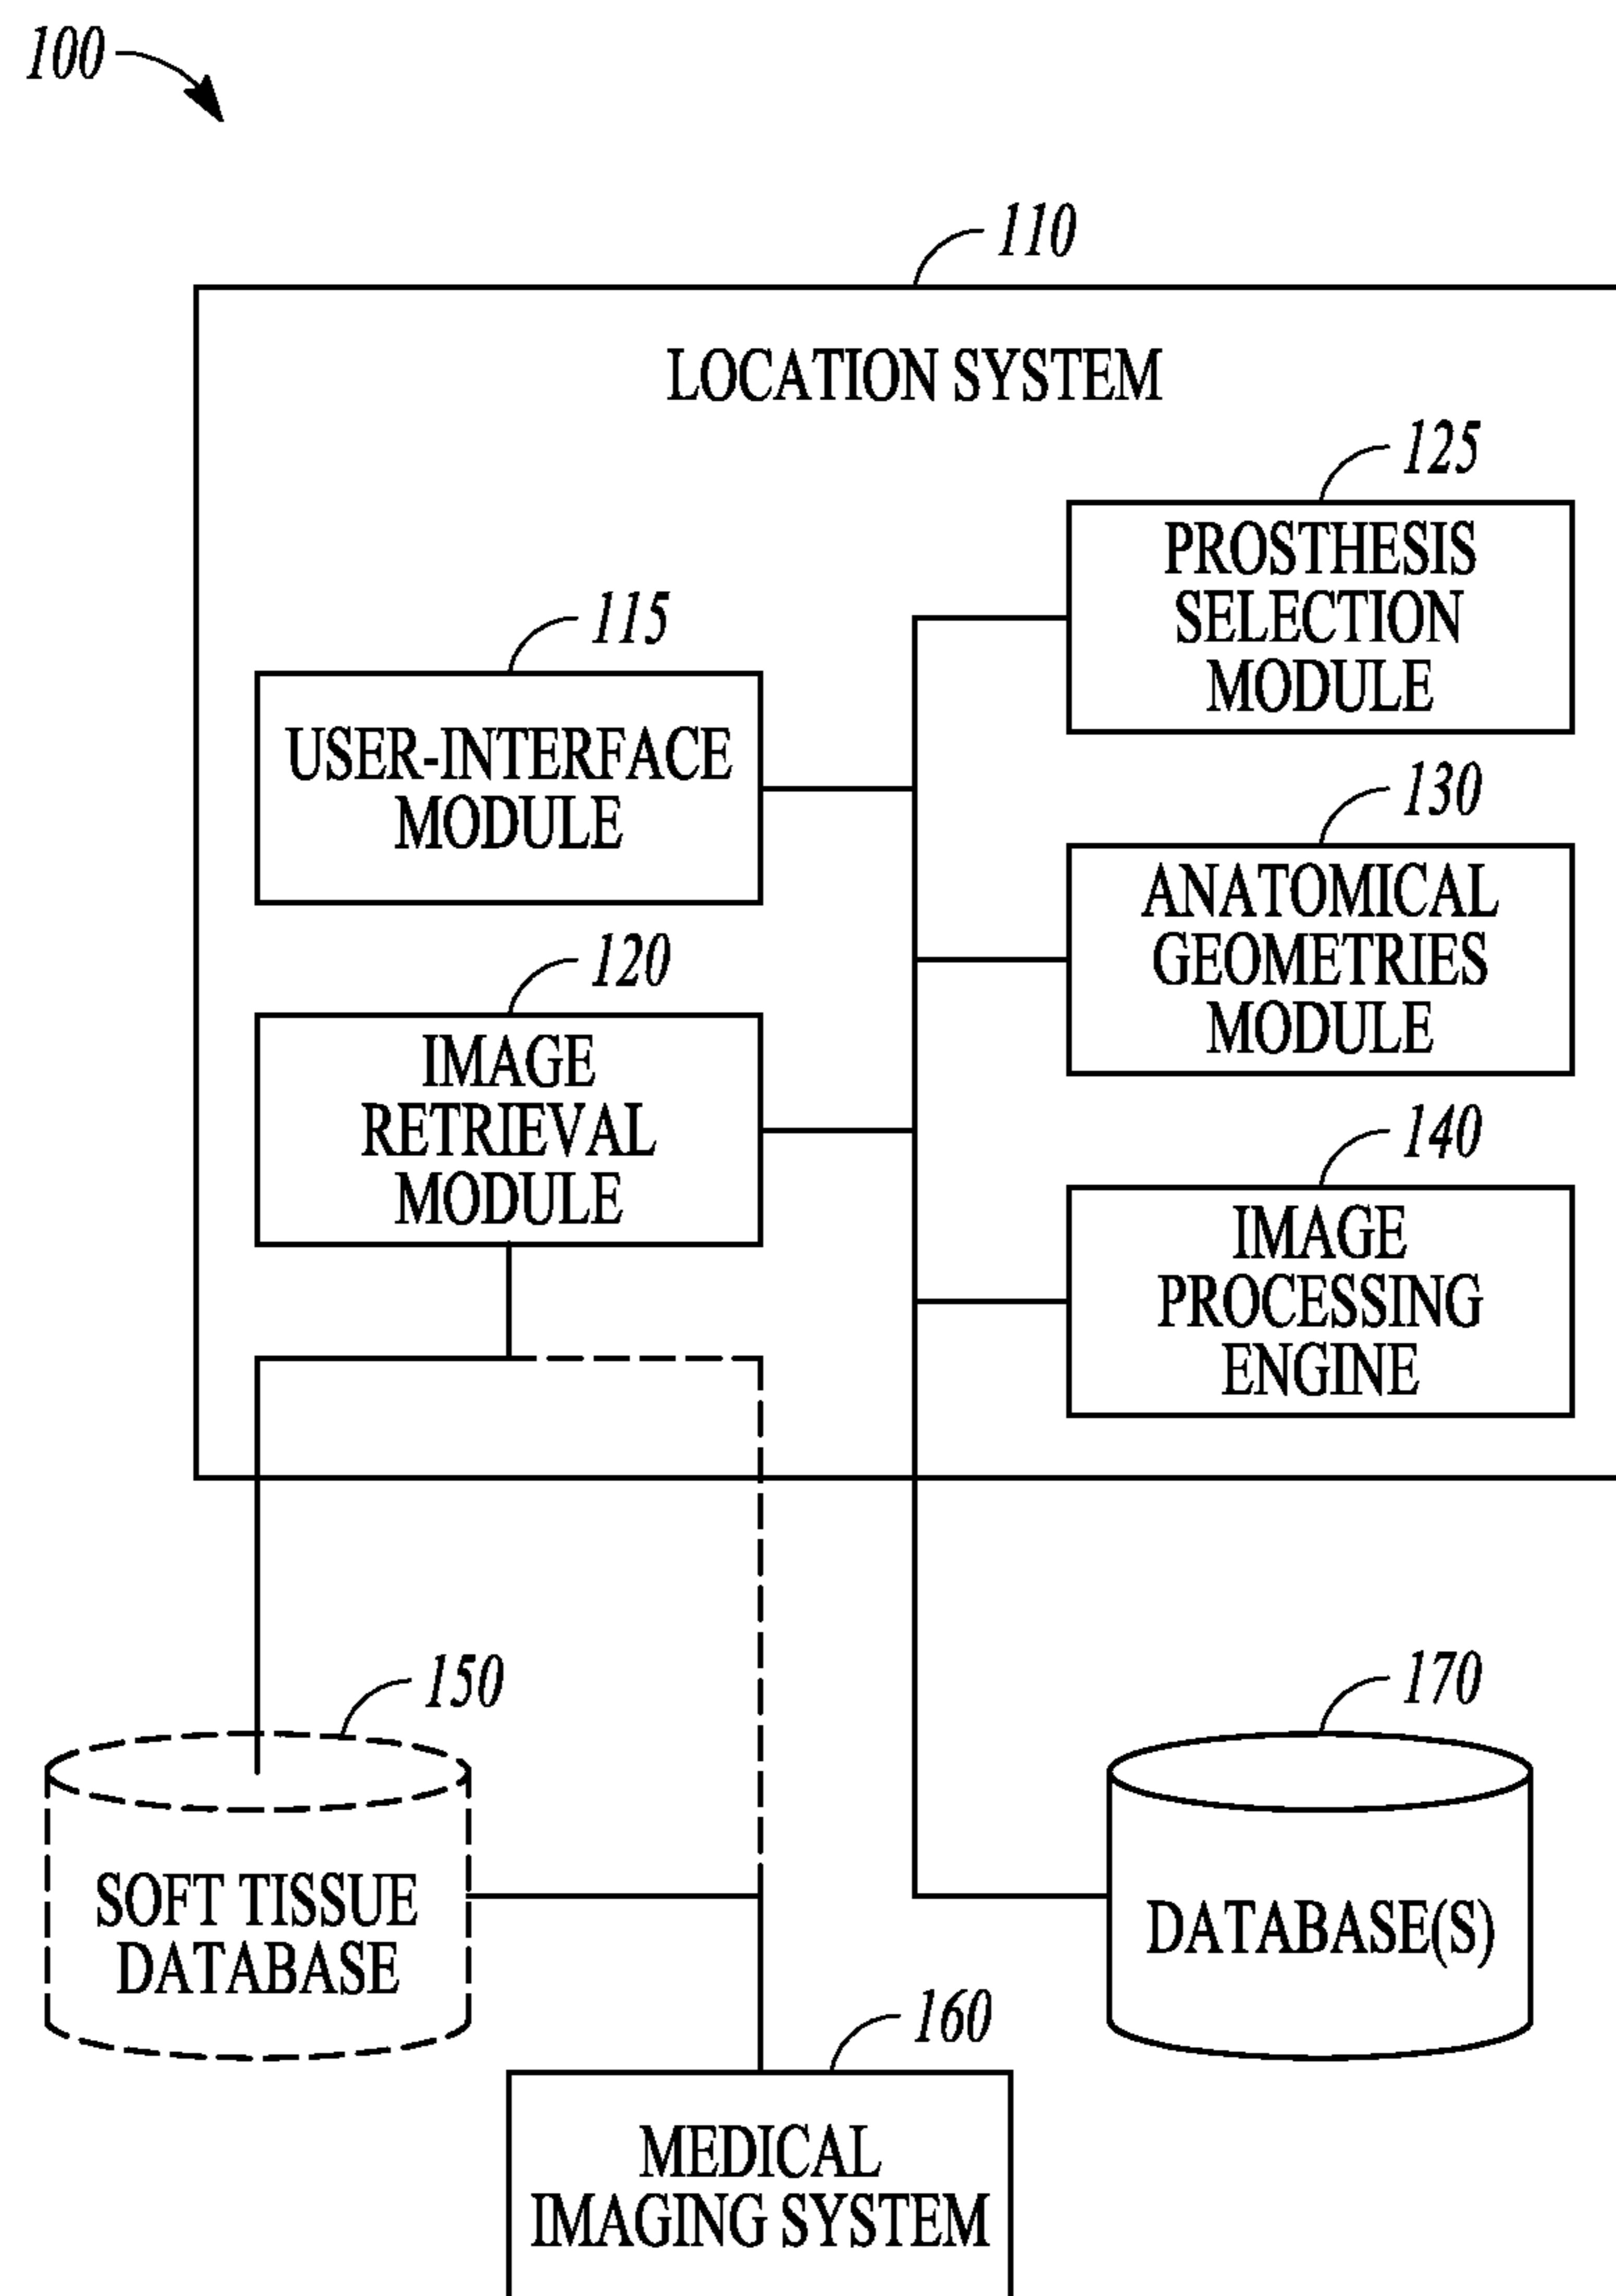 100
110
LOCATION SYSTEM
125
PROSTHESIS
SELECTION
MODULE
115
USER-INTERFACE
MODULE
130
ANATOMICAL
GEOMETRIES
MODULE
120
IMAGE
RETRIEVAL
MODULE
140
IMAGE
PROCESSING
ENGINE
150
SOFT TISSUE
DATABASE
170
DATABASE(S)
160
MEDICAL
IMAGING SYSTEM